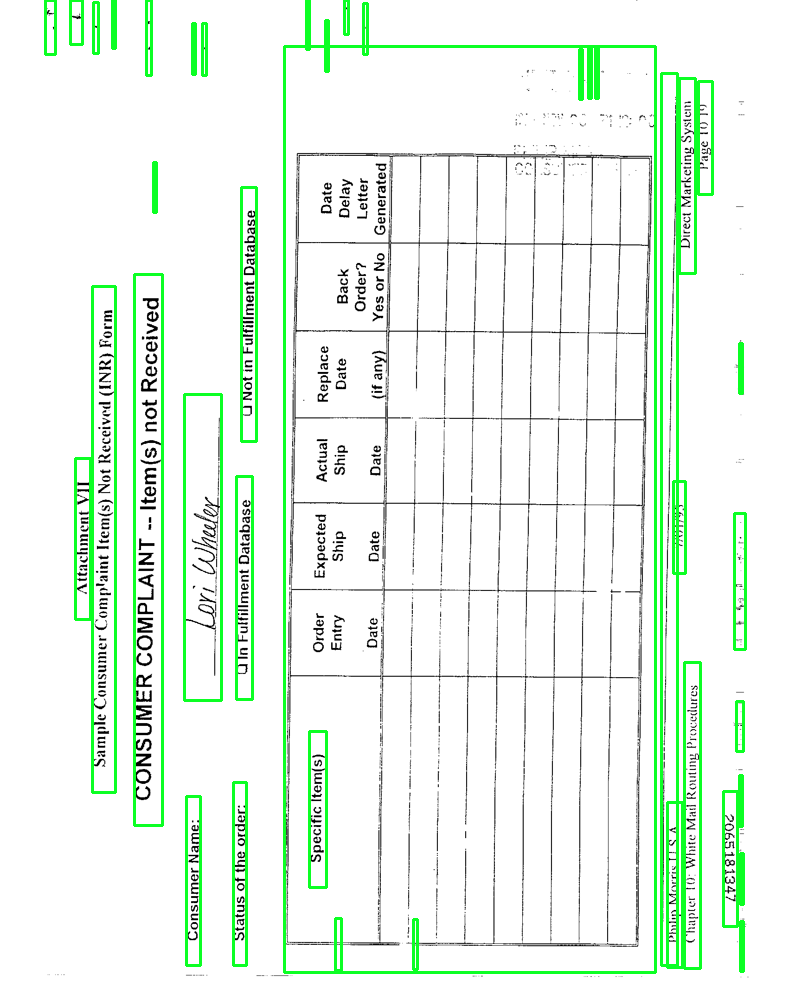 Attachment VII
Sample Consumer Complaint Item(s) Not Received (INR) Form
CONSUMER COMPLAINT -- Item(s) not Received
Consumer Name: Lori Wheeler
Status of the order: ❑ In Fulfillment Database ❑ Not in Fulfillment Database
Specific Item(s)
Order Entry Date
Expected Ship Date
Actual Ship Date
Replace Date (if any)
Back Order? Yes or No
Date Delay Letter Generated
Philip Morris U.S.A.
Direct Marketing System
Chapter 10: White Mail Routing Procedures
Page 10.19
2065181347